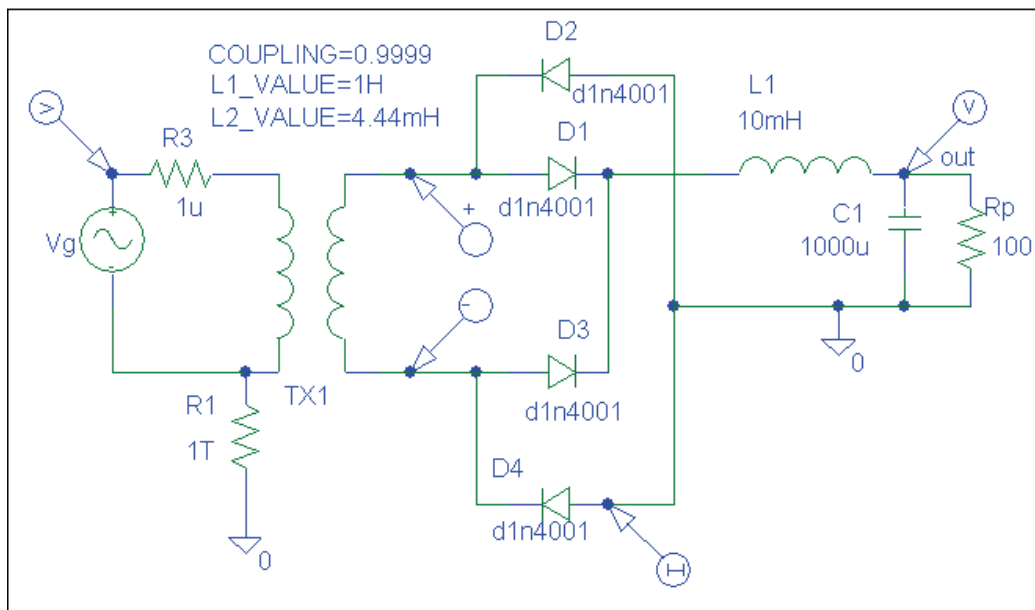 D2
COUPLING=0.9999
L1_VALUE=1H
L2_VALUE=4.44mH
d1n4001
L1
10mH
V
V
R3
1u
D1
d1n4001
out
+
Vg
+
-
C1
1000u
Rp
100
-
D3
d1n4001
0
TX1
R1
1T
D4
d1n4001
0
I